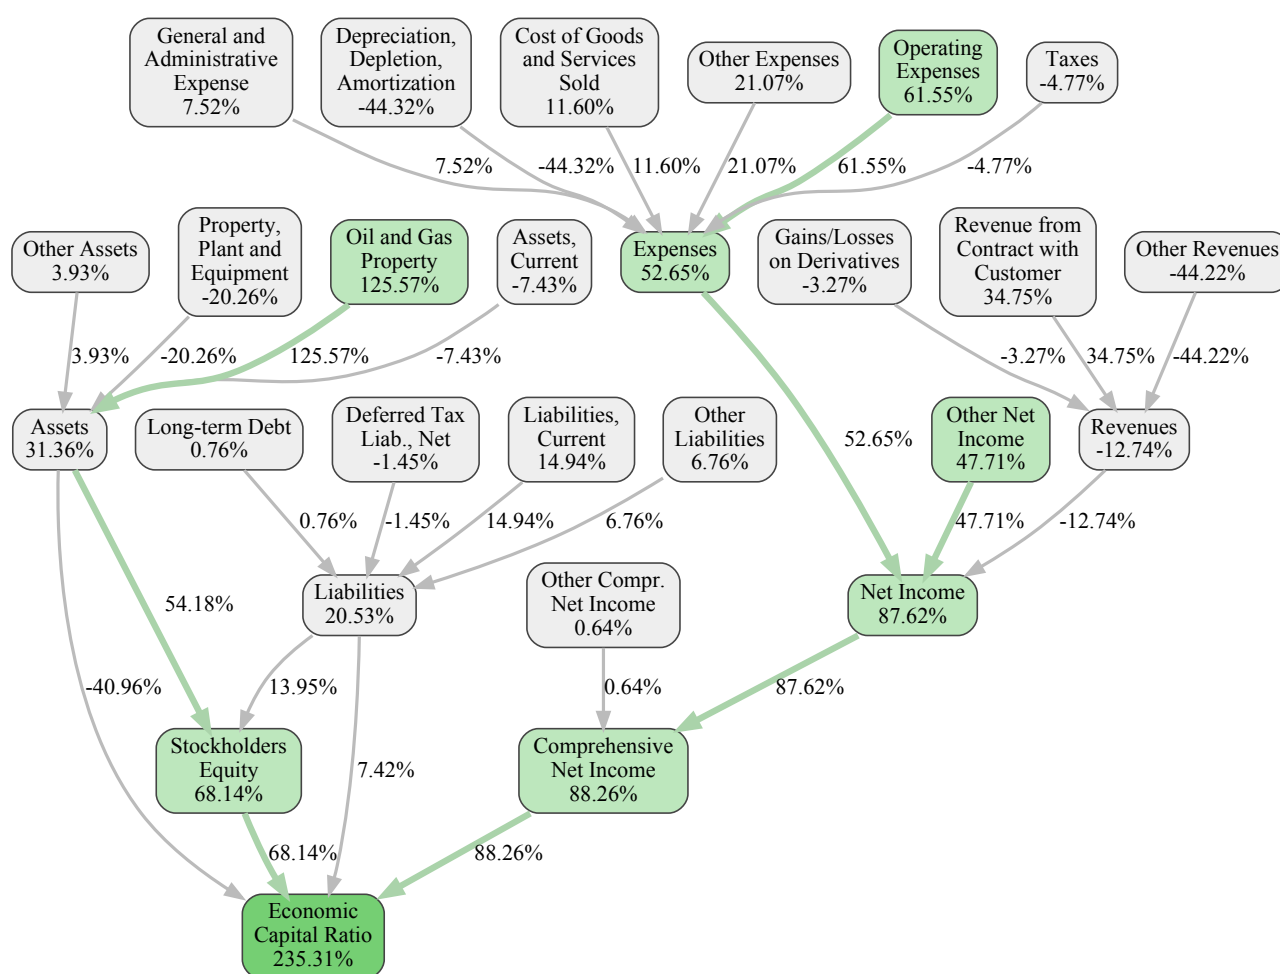 General and
Administrative
Expense
7.52%
Depreciation,
Depletion,
Amortization
-44.32%
Cost of Goods
and Services
Sold
11.60%
Other Expenses
21.07%
Operating
Expenses
61.55%
Taxes
-4.77%
7.52%
-44.32%
11.60%
21.07%
61.55%
-4.77%
Other Assets
3.93%
Property,
Plant and
Equipment
-20.26%
Oil and Gas
Property
125.57%
Assets,
Current
-7.43%
Expenses
52.65%
Gains/Losses
on Derivatives
-3.27%
Revenue from
Contract with
Customer
34.75%
Other Revenues
-44.22%
3.93%
-20.26%
125.57%
-7.43%
-3.27%
34.75%
-44.22%
Assets
31.36%
Long-term Debt
0.76%
Deferred Tax
Liab., Net
-1.45%
Liabilities,
Current
14.94%
Other
Liabilities
6.76%
52.65%
Other Net
Income
47.71%
Revenues
-12.74%
0.76%
-1.45%
14.94%
6.76%
47.71%
-12.74%
54.18%
Liabilities
20.53%
Other Compr.
Net Income
0.64%
Net Income
87.62%
-40.96%
13.95%
0.64%
87.62%
Stockholders
Equity
68.14%
7.42%
Comprehensive
Net Income
88.26%
68.14%
88.26%
Economic
Capital Ratio
235.31%